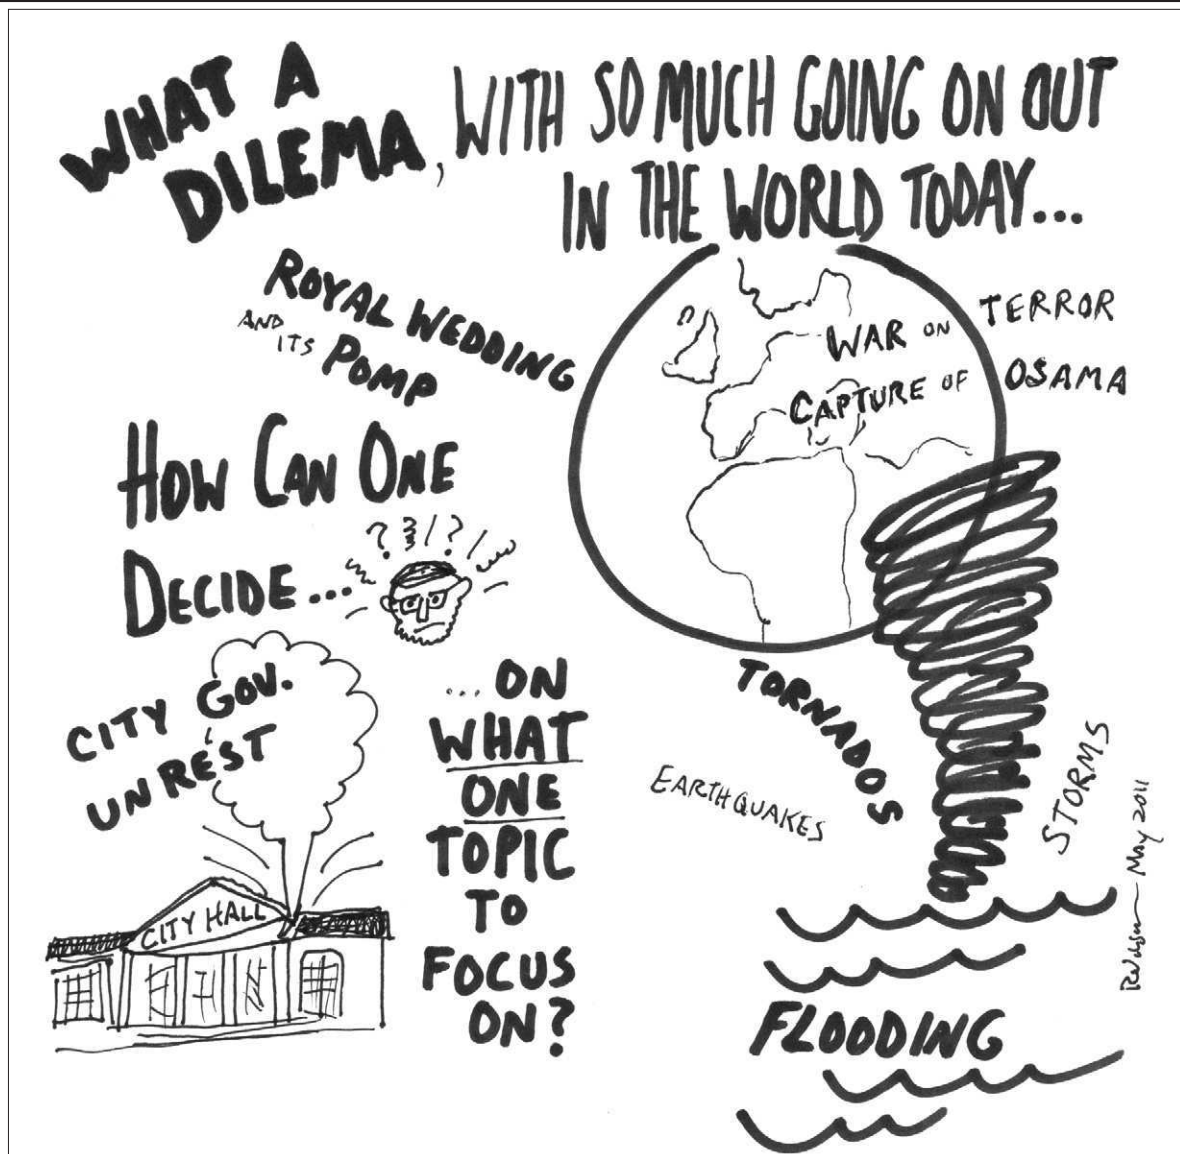 WHAT A
DILEMA, WITH SO MUCH GOING ON OUT
IN THE WORLD TODAY...
ROYAL WEDDING
AND ITS POMP
WAR ON TERROR
CAPTURE OF OSAMA
HOW CAN ONE
DECIDE...
? ! ?
CITY GOV.
UNREST
CITY HALL
...ON
WHAT
ONE
TOPIC
TO
FOCUS
ON?
TORNADOS
EARTHQUAKES
STORMS
FLOODING
May 2011